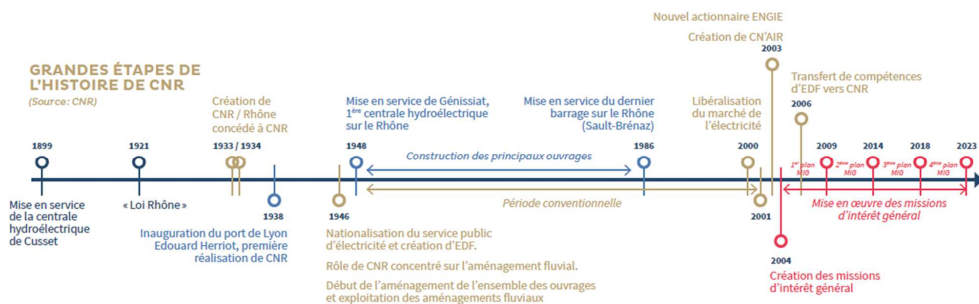 GRANDES ÉTAPES DE
L'HISTOIRE DE CNR
(Source : CNR)
1899
Mise en service
de la centrale
hydroélectrique
de Cusset
1921
« Loi Rhône »
Création de
CNR / Rhône
concédé à CNR
1933 / 1934
1938
Inauguration du port de Lyon
Edouard Herriot, première
réalisation de CNR
1946
Nationalisation du service public
d'électricité et création d'EDF.
Rôle de CNR concentré sur l'aménagement fluvial.
Début de l'aménagement de l'ensemble des ouvrages
et exploitation des aménagements fluviaux
Mise en service de Génissiat,
1ère centrale hydroélectrique
sur le Rhône
1948
Construction des principaux ouvrages
Période conventionnelle
Mise en service du dernier
barrage sur le Rhône
(Sault-Brénaz)
1986
Libéralisation
du marché de
l'électricité
2000
2001
Nouvel actionnaire ENGIE
Création de CN'AIR
2003
2004
Création des missions
d'intérêt général
Transfert de compétences
d'EDF vers CNR
2006
1er plan
MIG
2009
2ème plan
MIG
2014
3ème plan
MIG
2018
4ème plan
MIG
2023
Mise en œuvre des missions
d'intérêt général